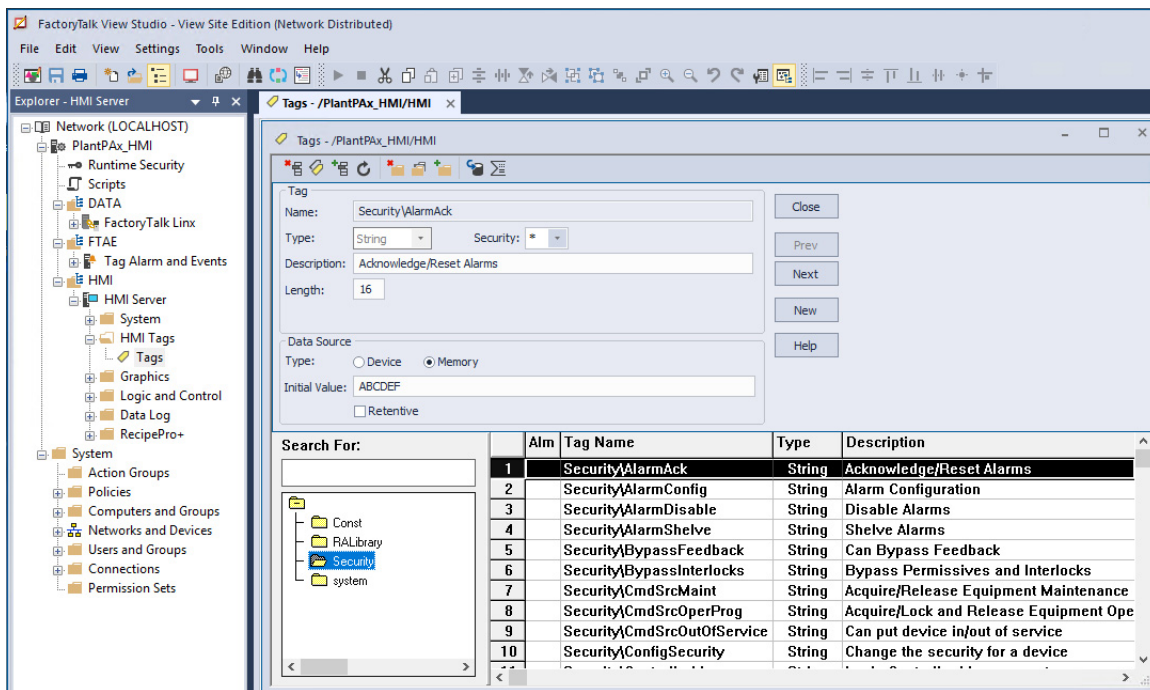 FactoryTalk View Studio - View Site Edition (Network Distributed)
File Edit View Settings Tools Window Help
Explorer - HMI Server
Network (LOCALHOST)
PlantPAx_HMI
Runtime Security
Scripts
DATA
FactoryTalk Linx
FTAE
Tag Alarm and Events
HMI
HMI Server
System
HMI Tags
Tags
Graphics
Logic and Control
Data Log
RecipePro+
System
Action Groups
Policies
Computers and Groups
Networks and Devices
Users and Groups
Connections
Permission Sets
Tags - /PlantPAx_HMI/HMI
Tags - /PlantPAx_HMI/HMI
Tag
Name: Security\AlarmAck
Type: String Security: *
Description: Acknowledge/Reset Alarms
Length: 16
Close
Prev
Next
New
Help
Data Source
Type: Device Memory
Initial Value: ABCDEF
Retentive
Search For:
Const
RALibrary
Security
system
Alm Tag Name Type Description
1 Security\AlarmAck String Acknowledge/Reset Alarms
2 Security\AlarmConfig String Alarm Configuration
3 Security\AlarmDisable String Disable Alarms
4 Security\AlarmShelve String Shelve Alarms
5 Security\BypassFeedback String Can Bypass Feedback
6 Security\BypassInterlocks String Bypass Permissives and Interlocks
7 Security\CmdSrcMaint String Acquire/Release Equipment Maintenance
8 Security\CmdSrcOperProg String Acquire/Lock and Release Equipment Ope
9 Security\CmdSrcOutOfService String Can put device in/out of service
10 Security\ConfigSecurity String Change the security for a device